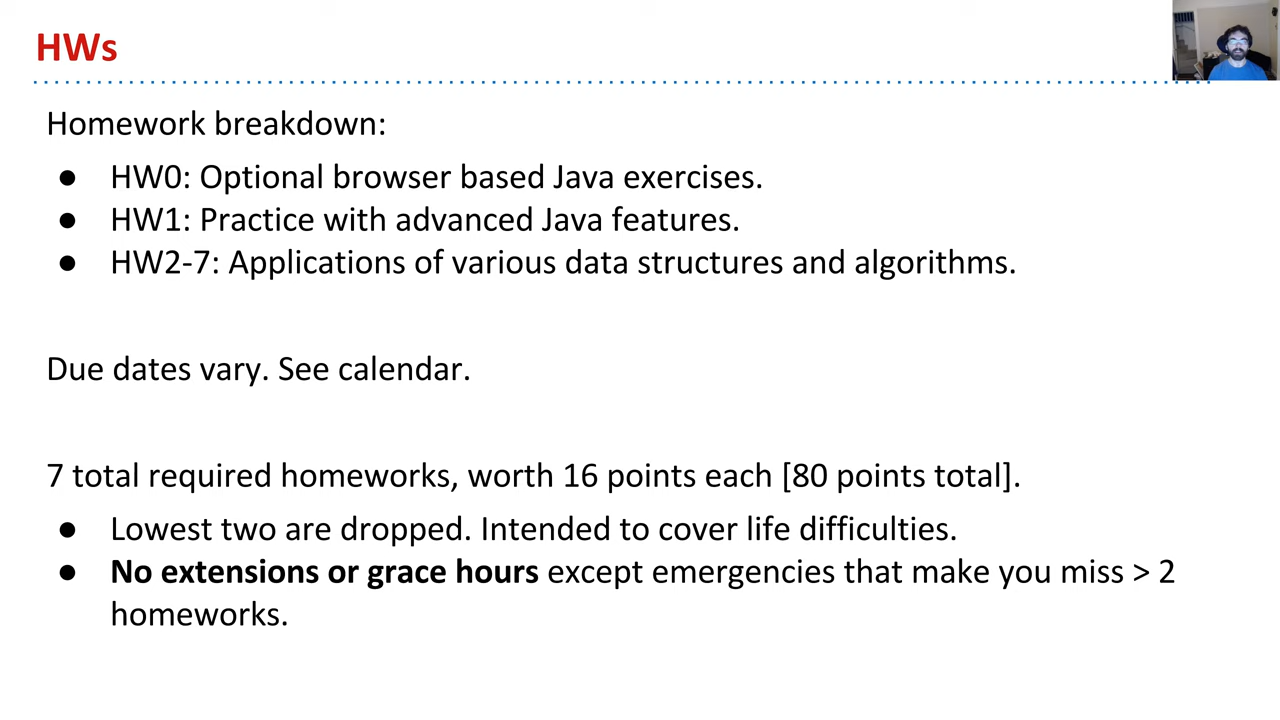 HWs
Homework breakdown:
● HW0: Optional browser based Java exercises.
● HW1: Practice with advanced Java features.
● HW2-7: Applications of various data structures and algorithms.
Due dates vary. See calendar.
7 total required homeworks, worth 16 points each [80 points total].
● Lowest two are dropped. Intended to cover life difficulties.
● No extensions or grace hours except emergencies that make you miss > 2
homeworks.